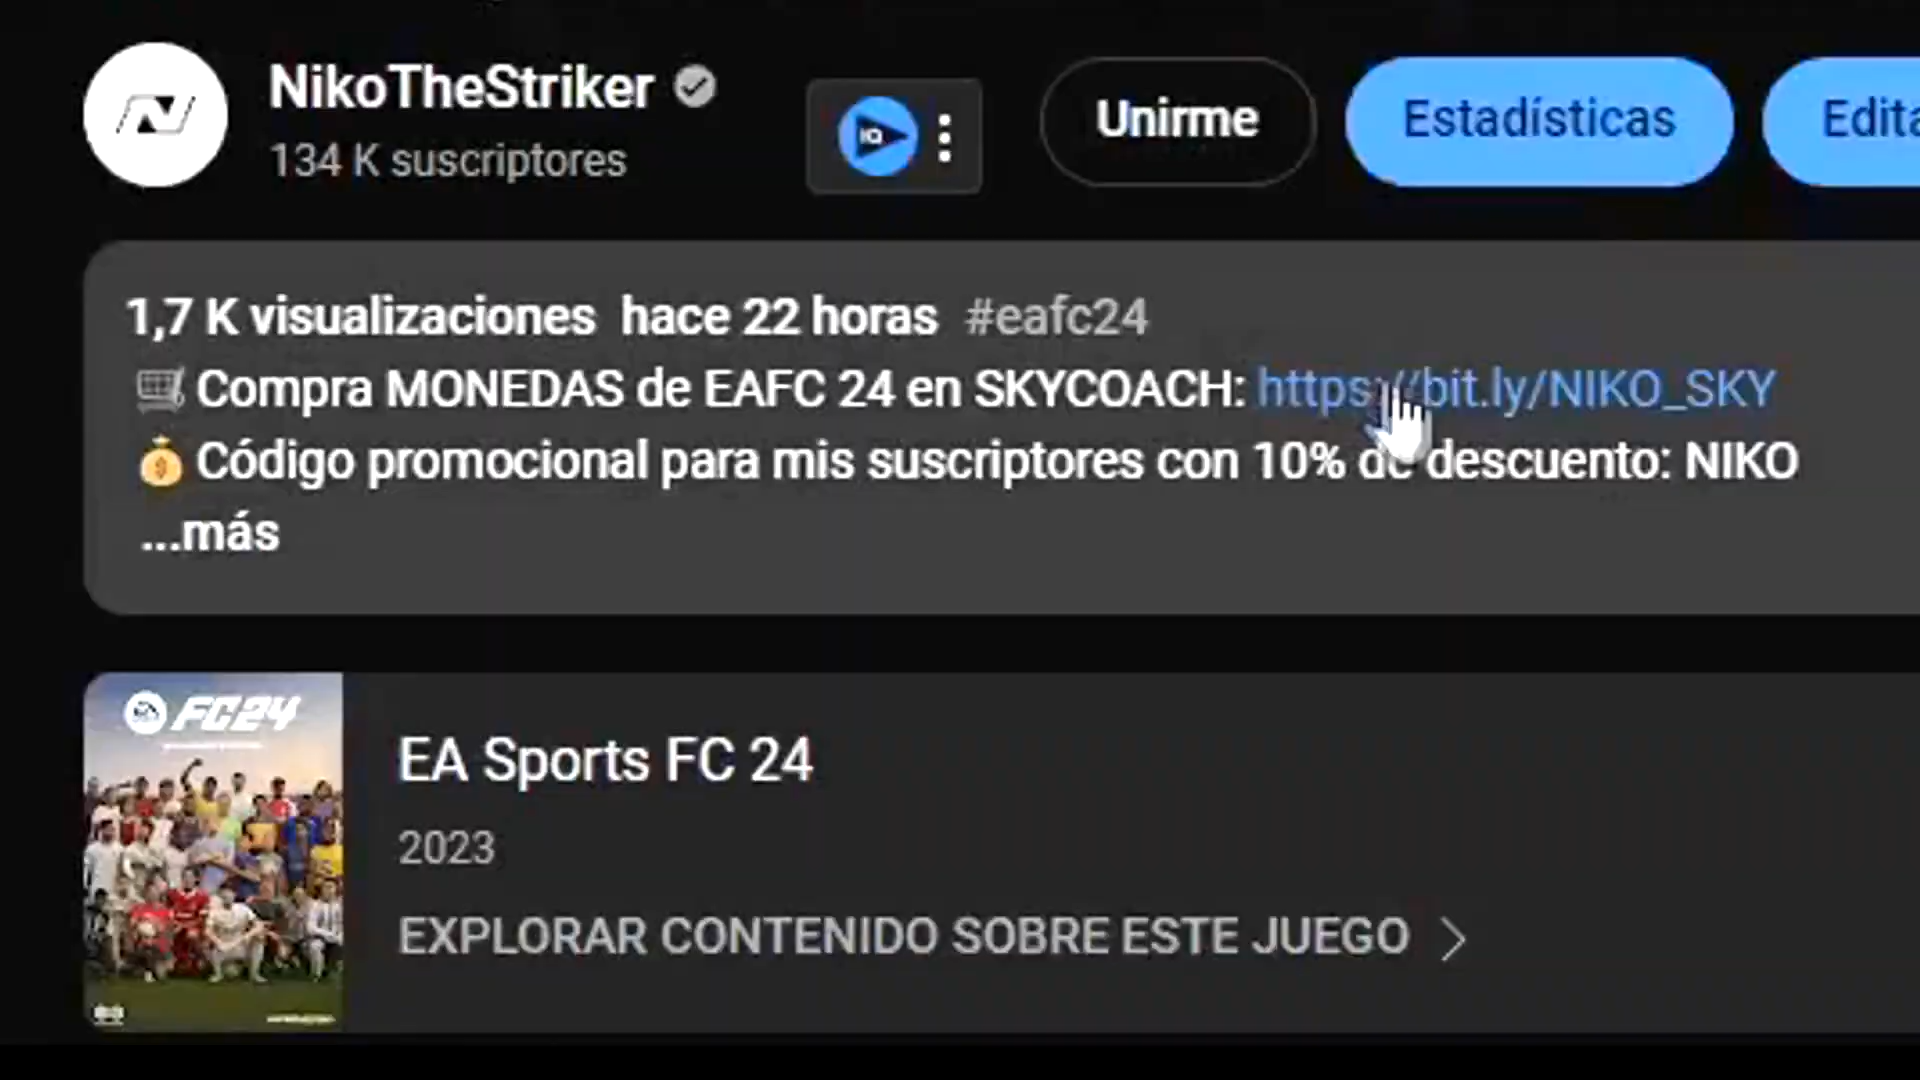 NikoTheStriker
134 K suscriptores
IQ
Unirme
Estadísticas
1,7 K visualizaciones hace 22 horas #eafc24
Compra MONEDAS de EAFC 24 en SKYCOACH: https://bit.ly/NIKO_SKY
Código promocional para mis suscriptores con 10% de descuento: NIKO
...más
FC24
EA Sports FC 24
2023
EXPLORAR CONTENIDO SOBRE ESTE JUEGO